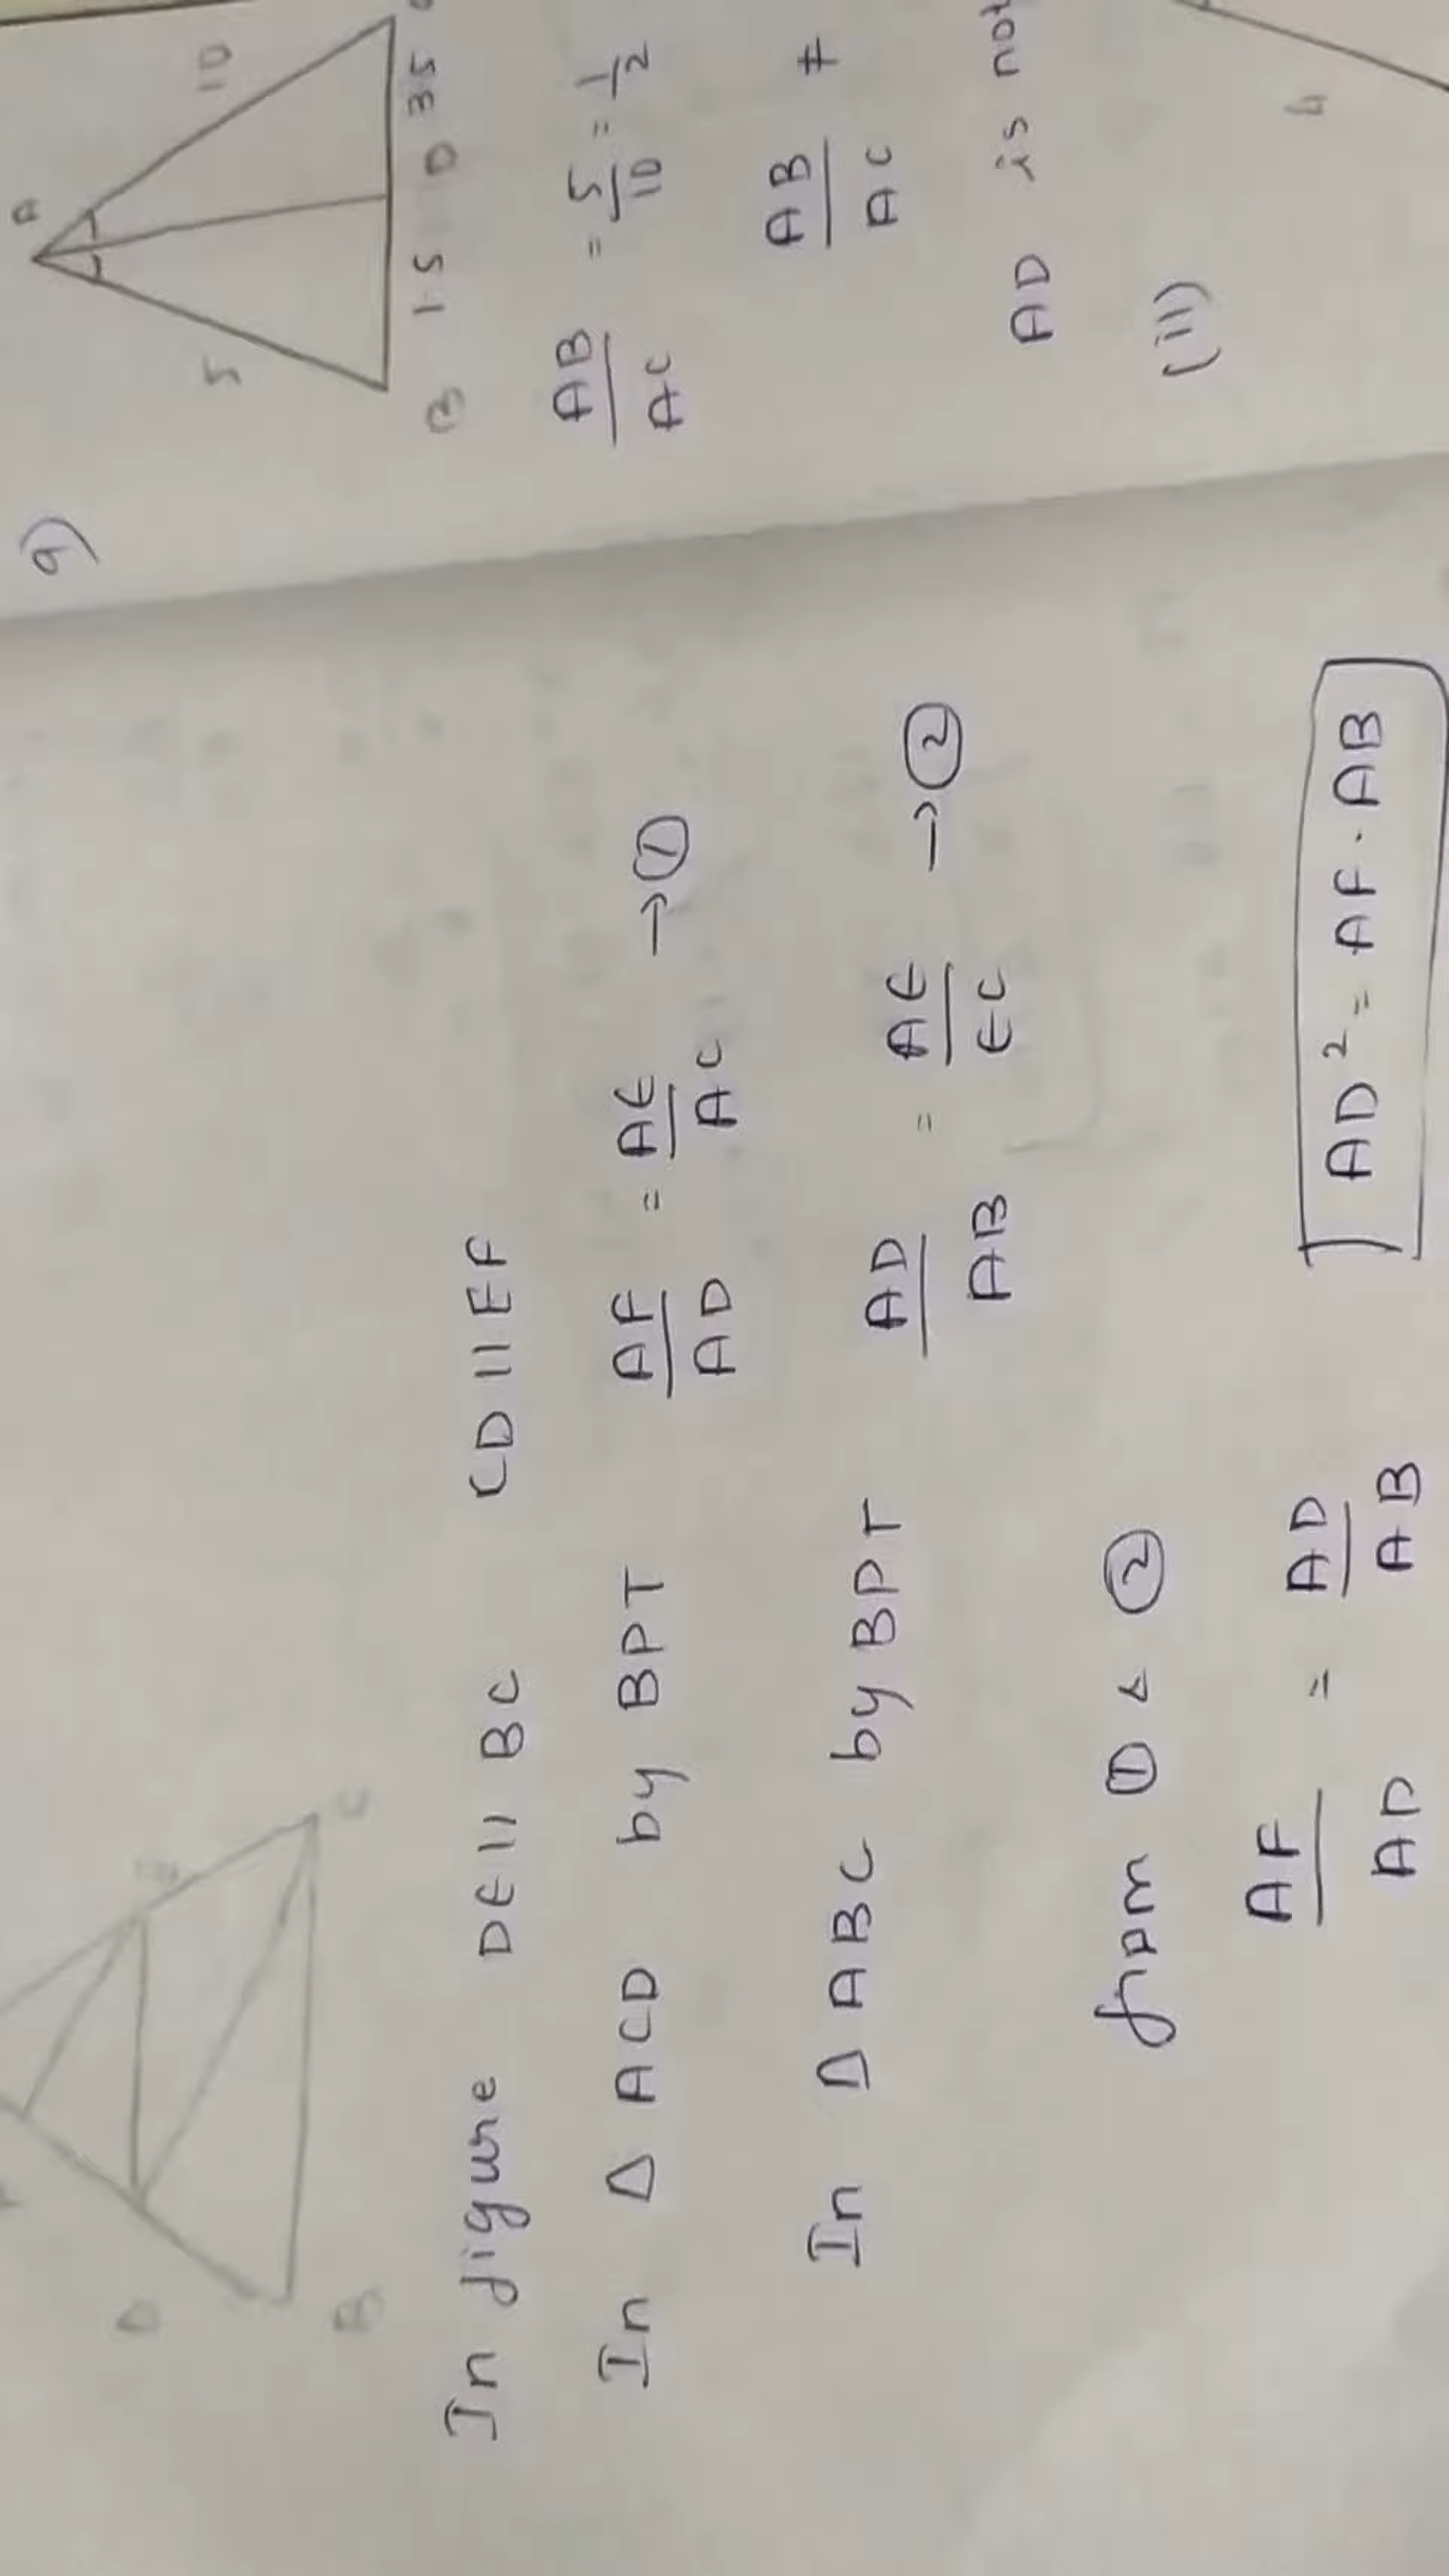 D
B
C
In figure DE || BC CD || EF
In Δ ACD by BPT AF/AD = AE/AC → ①
In Δ ABC by BPT AD/AB = AE/EC → ②
from ① & ②
AF/AD = AD/AB AD² = AF . AB
9)
A
5 10
B 1.5 D 3.5
AB/AC = 5/10 = 1/2
AB/AC ≠
AD is not
(ii)